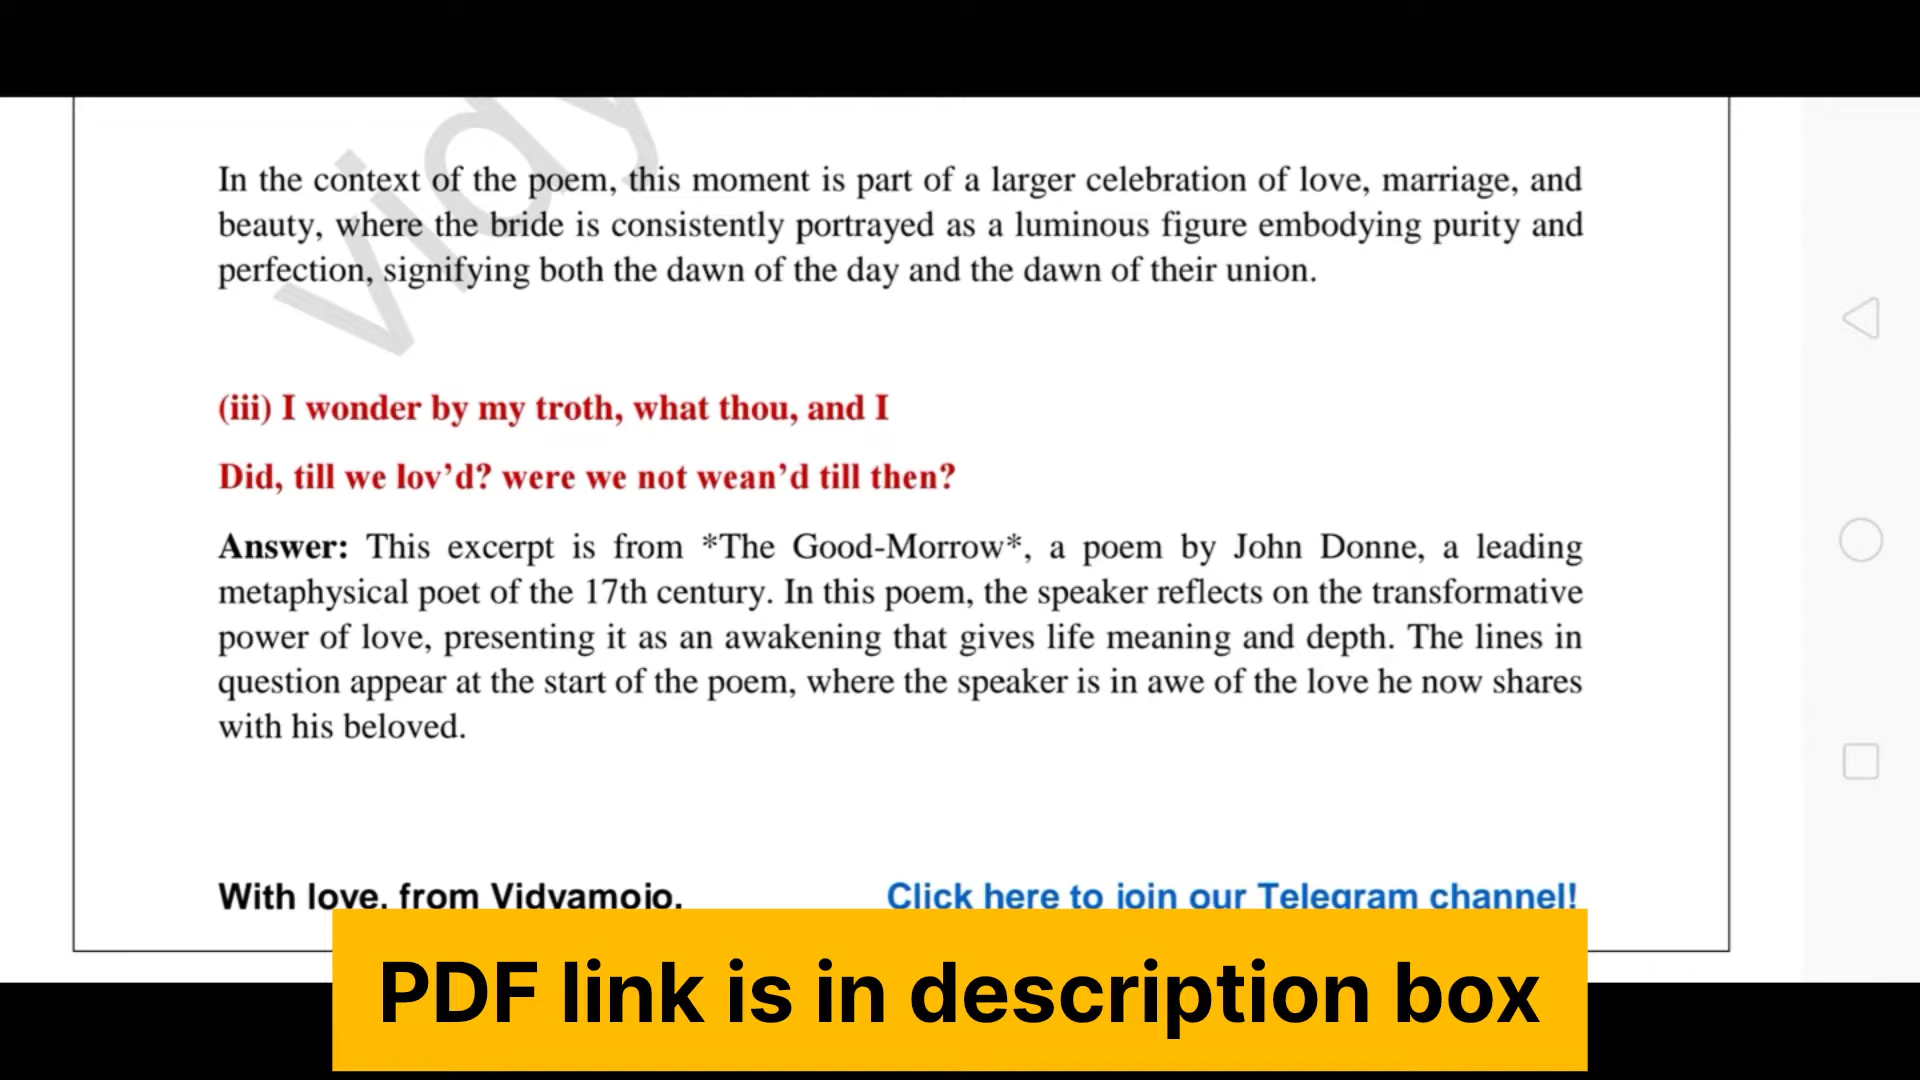 In the context of the poem, this moment is part of a larger celebration of love, marriage, and
beauty, where the bride is consistently portrayed as a luminous figure embodying purity and
perfection, signifying both the dawn of the day and the dawn of their union.
(iii) I wonder by my troth, what thou, and I
Did, till we lov’d? were we not wean’d till then?
Answer: This excerpt is from *The Good-Morrow*, a poem by John Donne, a leading
metaphysical poet of the 17th century. In this poem, the speaker reflects on the transformative
power of love, presenting it as an awakening that gives life meaning and depth. The lines in
question appear at the start of the poem, where the speaker is in awe of the love he now shares
with his beloved.
With love, from Vidyamojo. Click here to join our Telegram channel!
PDF link is in description box